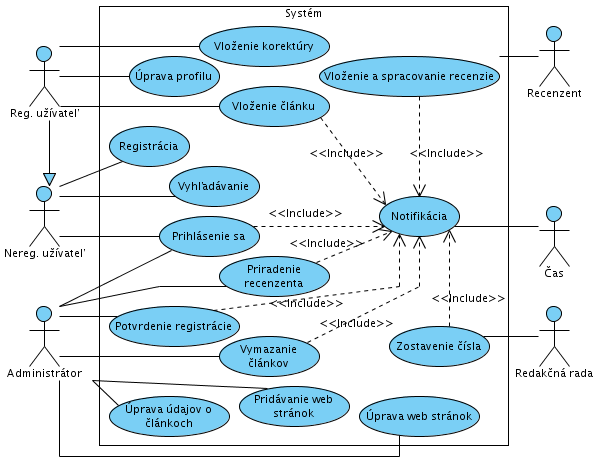 Systém
Vloženie korektúry
Úprava profilu
Vloženie a spracovanie recenzie
Reg. užívateľ
Recenzent
Vloženie článku
Registrácia
<<Include>>
<<Include>>
Vyhľadávanie
Nereg. užívateľ
Prihlásenie sa
<<Include>>
Notifikácia
<<Include>>
Čas
Priradenie
recenzenta
<<Include>>
<<Include>>
Potvrdenie registrácie
<<Include>>
Administrátor
Vymazanie
článkov
Zostavenie čísla
Redakčná rada
Úprava údajov o
článkoch
Pridávanie web
stránok
Úprava web stránok